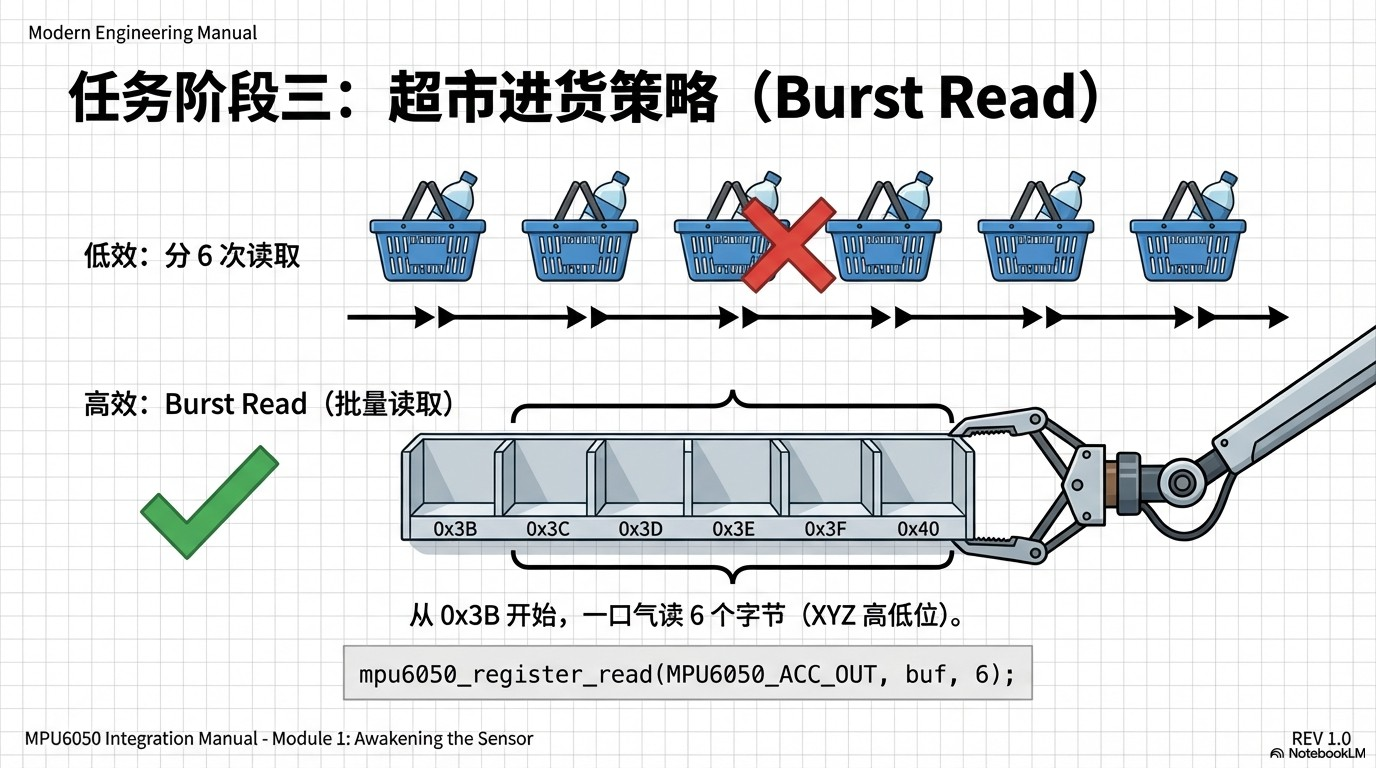 Modern Engineering Manual
任务阶段三：超市进货策略（Burst Read）
低效：分 6 次读取
高效：Burst Read（批量读取）
0x3B 0x3C 0x3D 0x3E 0x3F 0x40
从 0x3B 开始，一口气读 6 个字节（XYZ 高低位）。
mpu6050_register_read(MPU6050_ACC_OUT, buf, 6);
MPU6050 Integration Manual - Module 1: Awakening the Sensor
REV 1.0
NotebookLM